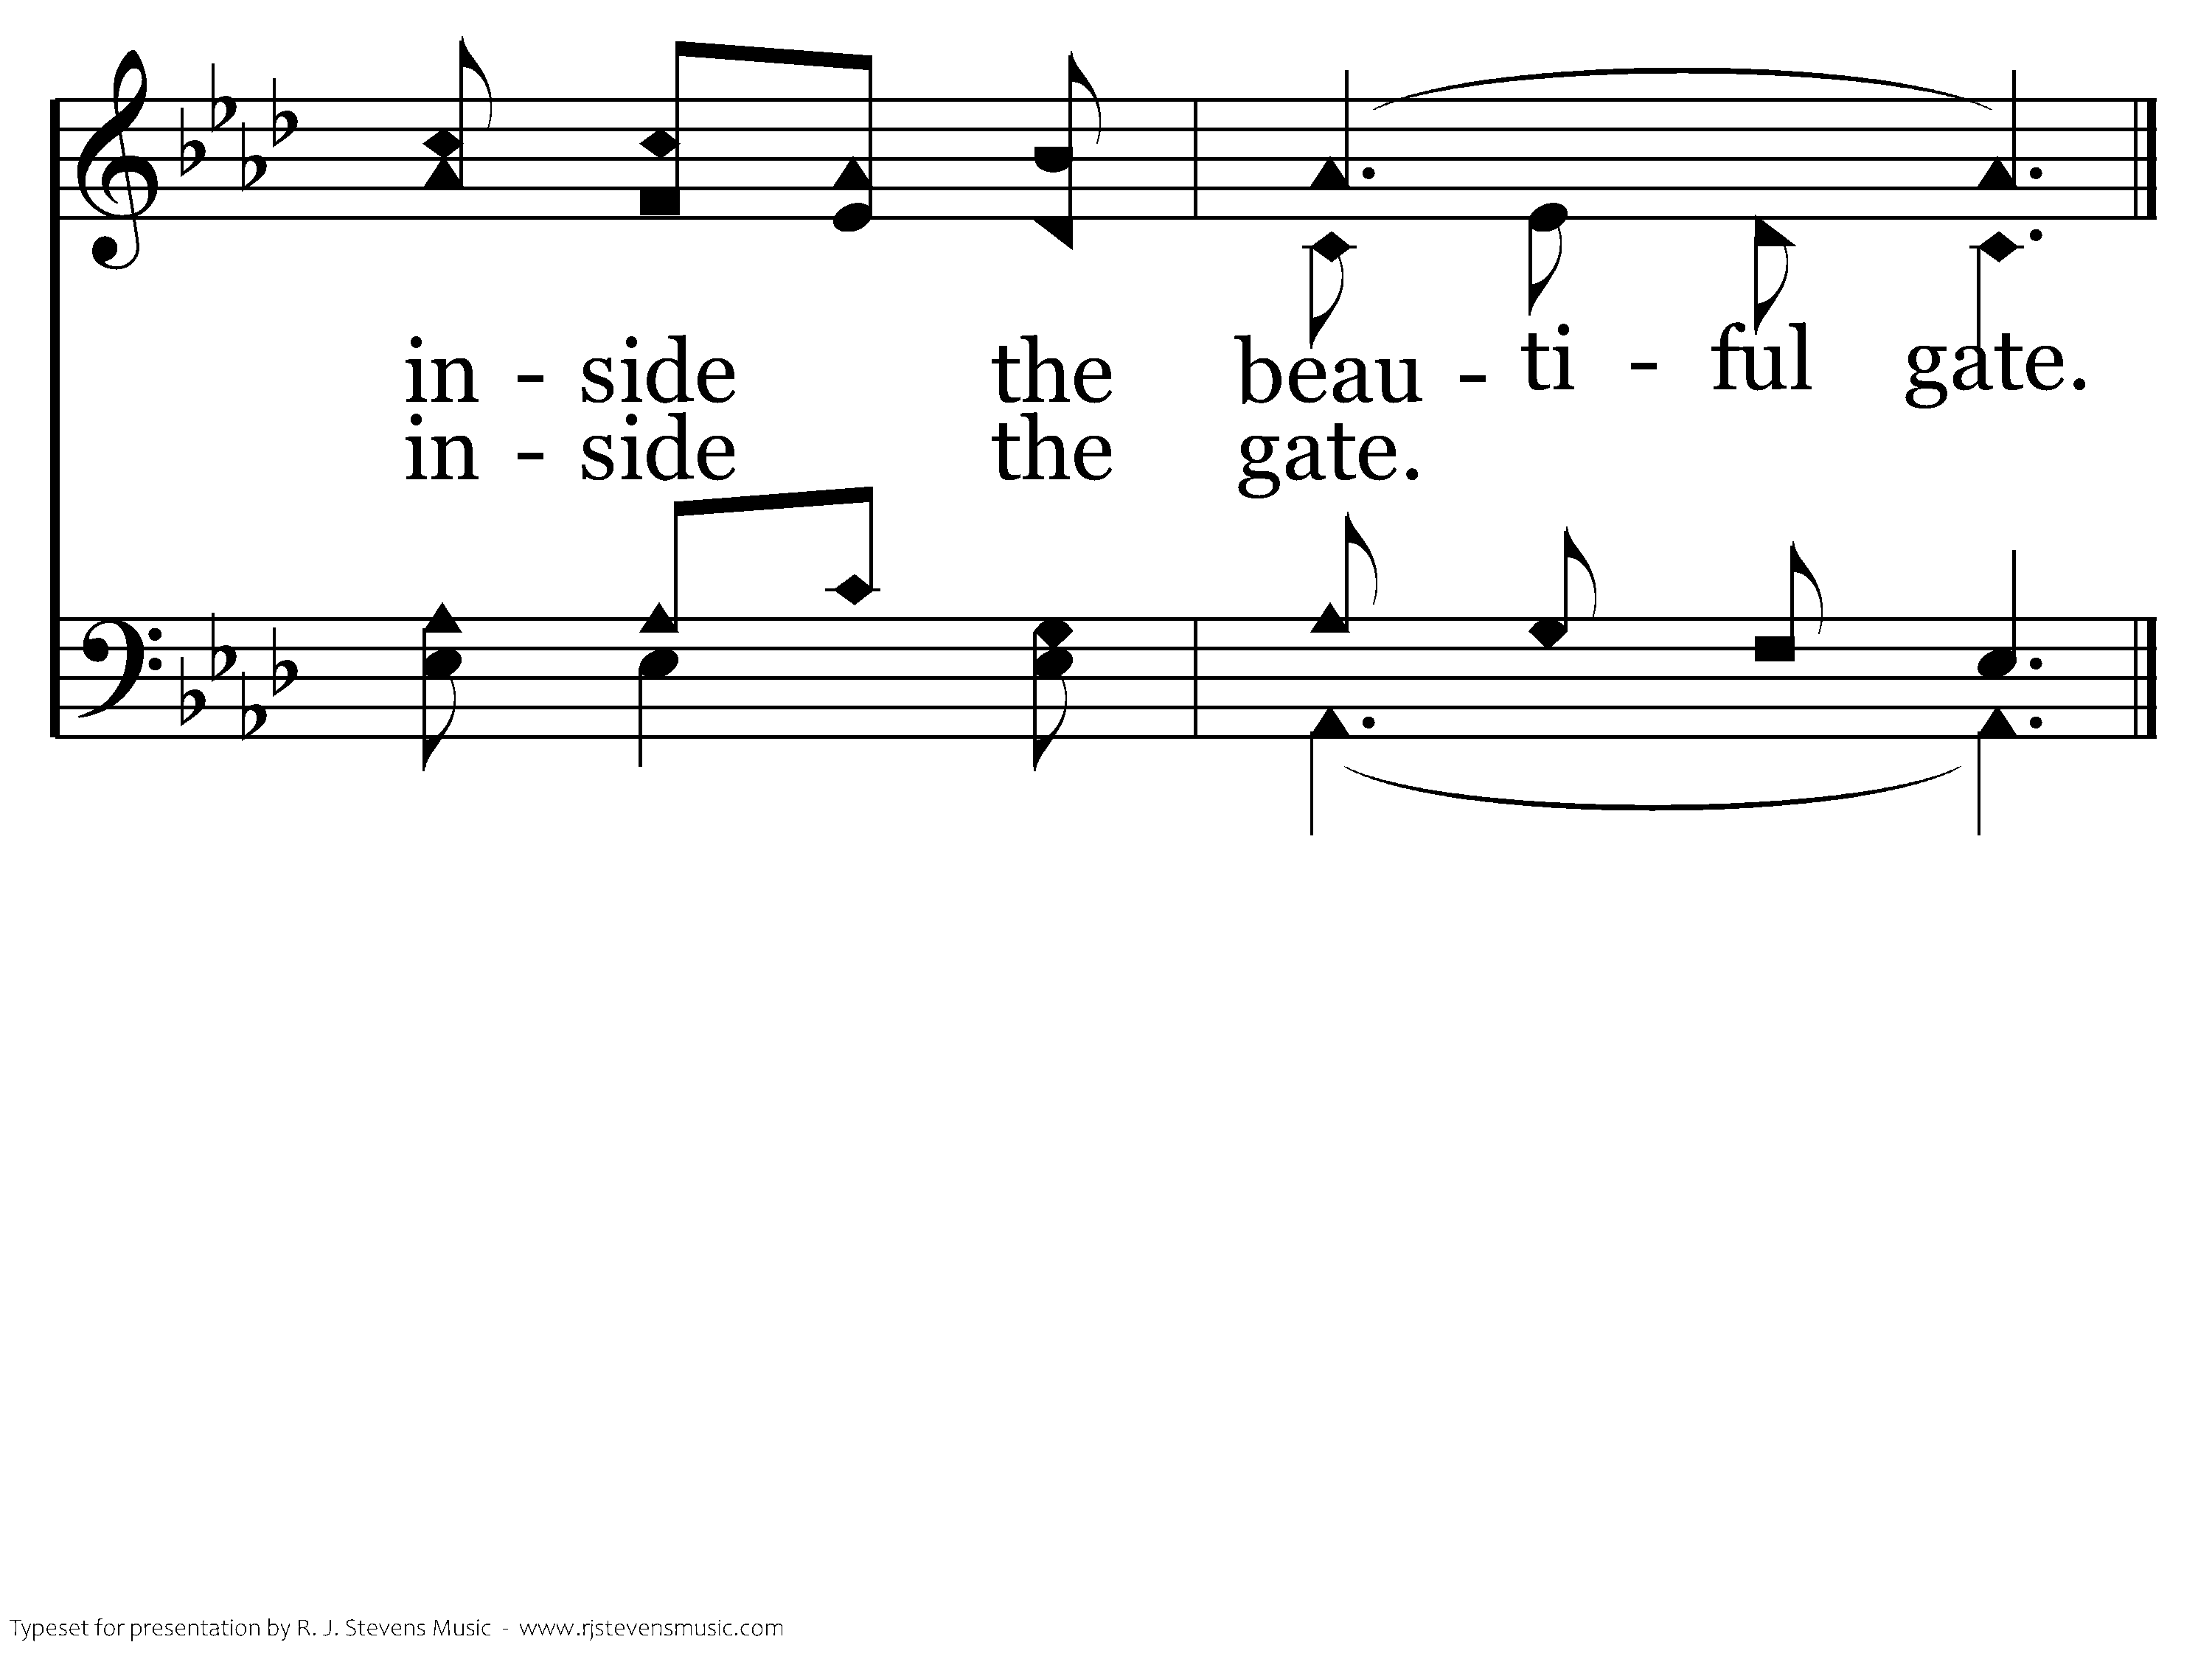 in - side the beau - ti - ful gate.
in - side the gate.
Typeset for presentation by R. J. Stevens Music - www.rjstevensmusic.com